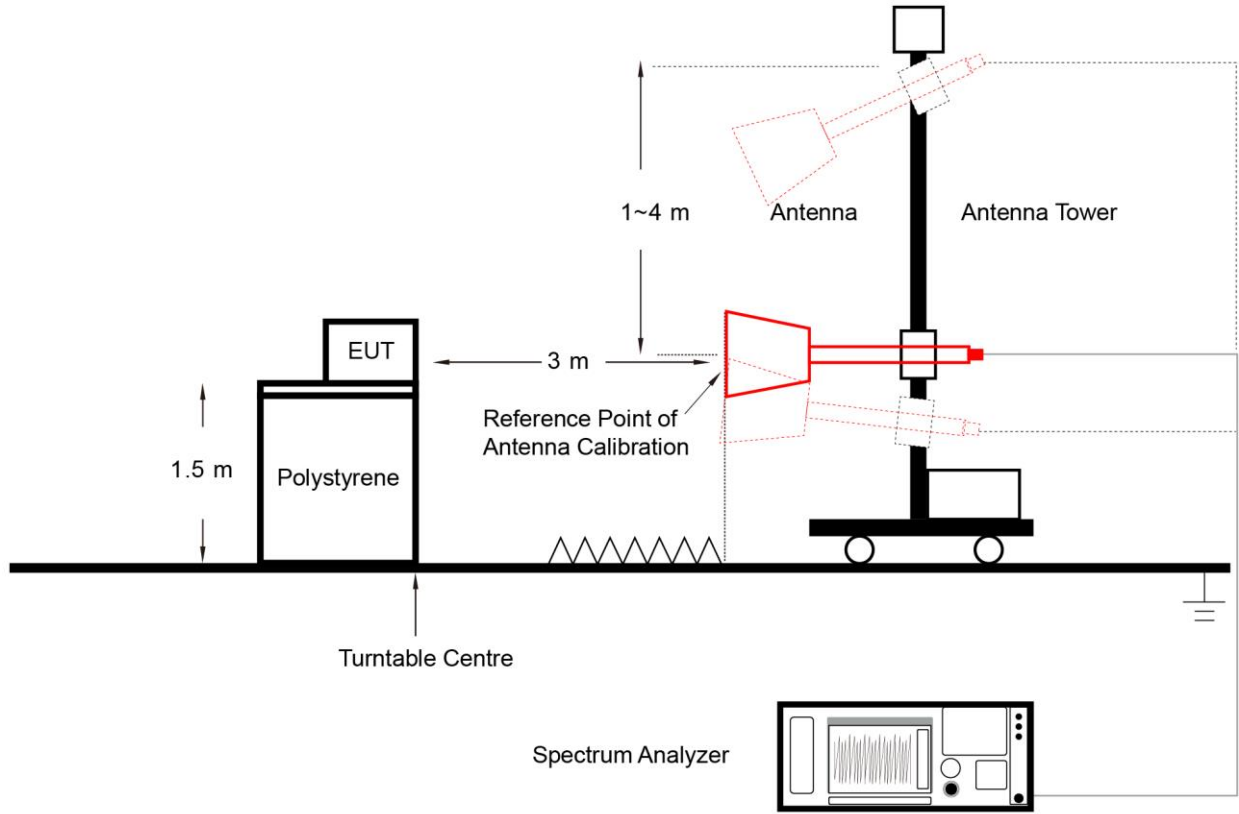 1~4 m
Antenna
Antenna Tower
EUT
3 m
Reference Point of
Antenna Calibration
1.5 m
Polystyrene
Turntable Centre
Spectrum Analyzer